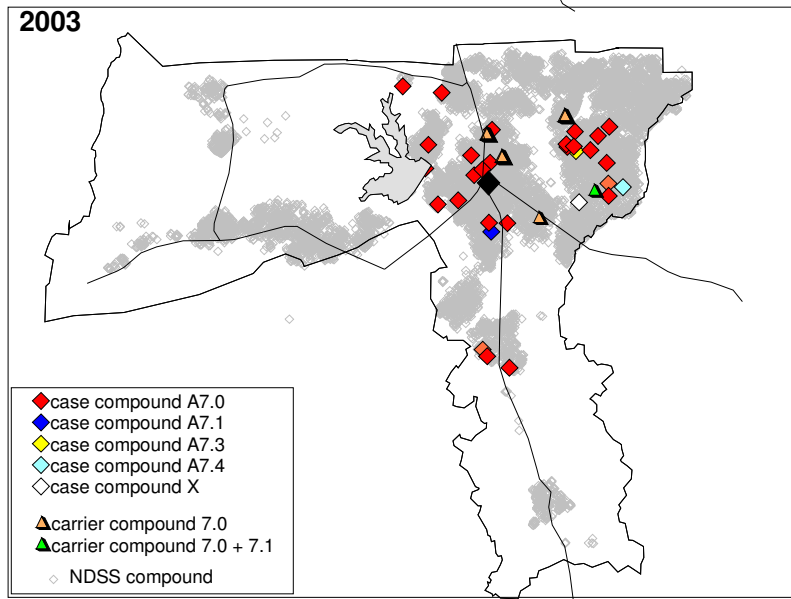 2003
case compound A7.0
case compound A7.1
case compound A7.3
case compound A7.4
case compound X
carrier compound 7.0
carrier compound 7.0 + 7.1
NDSS compound